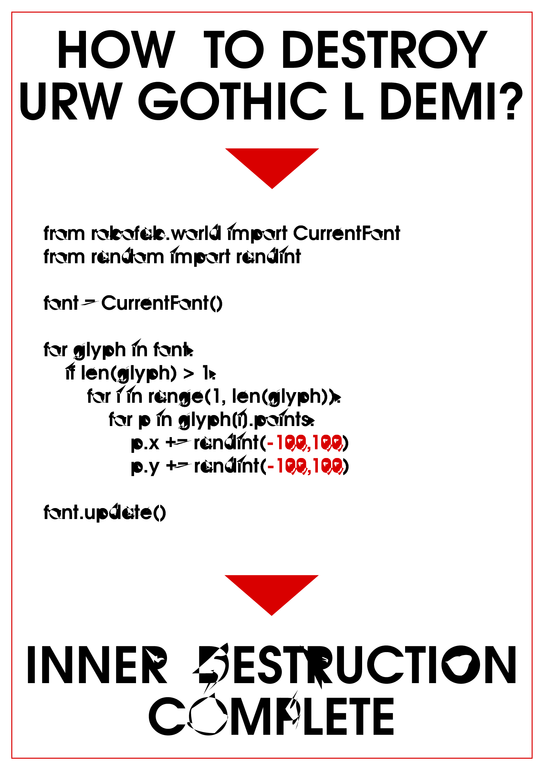 HOW TO DESTROY
URW GOTHIC L DEMI?
from robofab.world import CurrentFont
from random import randint
font = CurrentFont()
for glyph in font:
if len(glyph) > 1:
for i in range(1, len(glyph)):
for p in glyph[i].points:
p.x += randint(-100,100)
p.y += randint(-100,100)
font.update()
INNER DESTRUCTION
COMPLETE